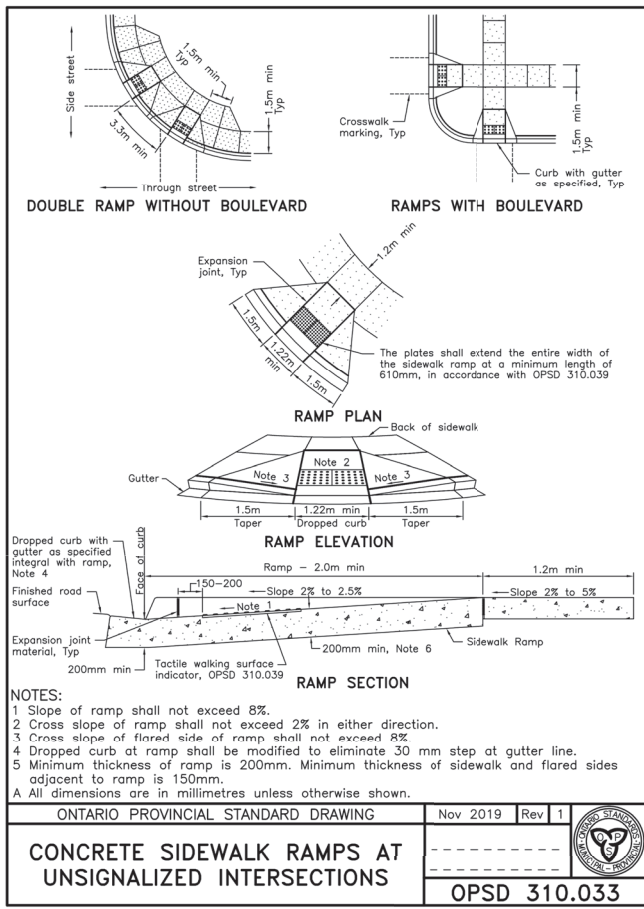 Side street
1.5m min
Typ
1.5m min
Typ
3.3m min
Through street
DOUBLE RAMP WITHOUT BOULEVARD
Crosswalk
marking, Typ
1.5m min
Typ
Curb with gutter
as specified, Typ
RAMPS WITH BOULEVARD
1.2m min
Expansion
joint, Typ
1.5m
1.22m
min
1.5m
The plates shall extend the entire width of
the sidewalk ramp at a minimum length of
610mm, in accordance with OPSD 310.039
RAMP PLAN
Back of sidewalk
Note 2
Note 3
Note 3
Gutter
1.5m
Taper
1.22m min
Dropped curb
1.5m
Taper
RAMP ELEVATION
Dropped curb with
gutter as specified
integral with ramp,
Note 4
Face of curb
Ramp – 2.0m min
1.2m min
150–200
Slope 2% to 2.5%
Slope 2% to 5%
Finished road
surface
Note 1
Expansion joint
material, Typ
Sidewalk Ramp
200mm min
Tactile walking surface
indicator, OPSD 310.039
200mm min, Note 6
RAMP SECTION
NOTES:
1 Slope of ramp shall not exceed 8%.
2 Cross slope of ramp shall not exceed 2% in either direction.
3 Cross slope of flared side of ramp shall not exceed 8%
4 Dropped curb at ramp shall be modified to eliminate 30 mm step at gutter line.
5 Minimum thickness of ramp is 200mm. Minimum thickness of sidewalk and flared sides
adjacent to ramp is 150mm.
A All dimensions are in millimetres unless otherwise shown.
ONTARIO PROVINCIAL STANDARD DRAWING
Nov 2019
Rev
1
CONCRETE SIDEWALK RAMPS AT
UNSIGNALIZED INTERSECTIONS
ONTARIO STANDARDS
O P S
MUNICIPAL – PROVINCIAL
OPSD 310.033